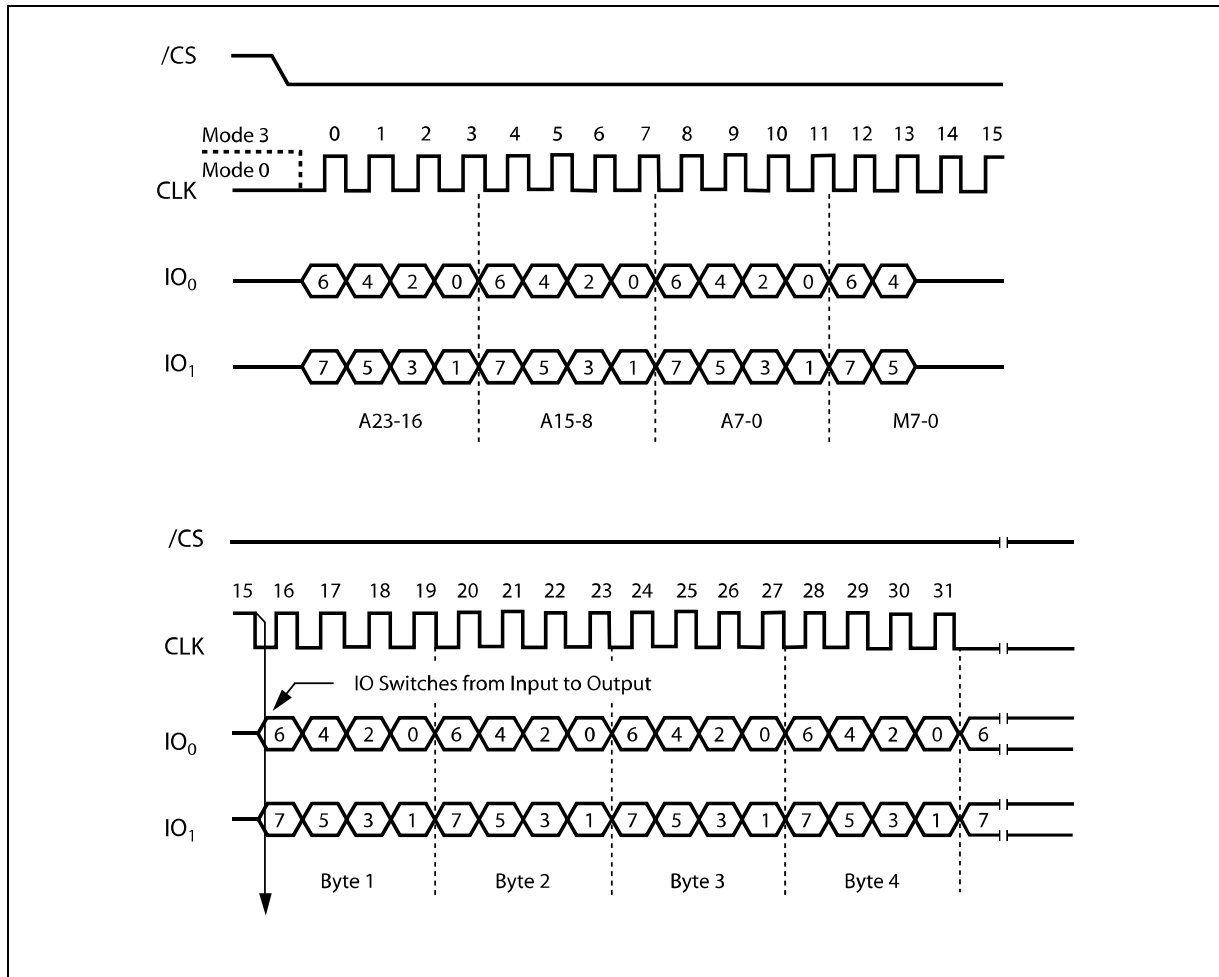 /CS
Mode 3
0 1 2 3 4 5 6 7 8 9 10 11 12 13 14 15
Mode 0
CLK
IO0 6 4 2 0 6 4 2 0 6 4 2 0 6 4
IO1 7 5 3 1 7 5 3 1 7 5 3 1 7 5
A23-16 A15-8 A7-0 M7-0
/CS
15 16 17 18 19 20 21 22 23 24 25 26 27 28 29 30 31
CLK
IO Switches from Input to Output
IO0 6 4 2 0 6 4 2 0 6 4 2 0 6 4 2 0 6
IO1 7 5 3 1 7 5 3 1 7 5 3 1 7 5 3 1 7
Byte 1 Byte 2 Byte 3 Byte 4